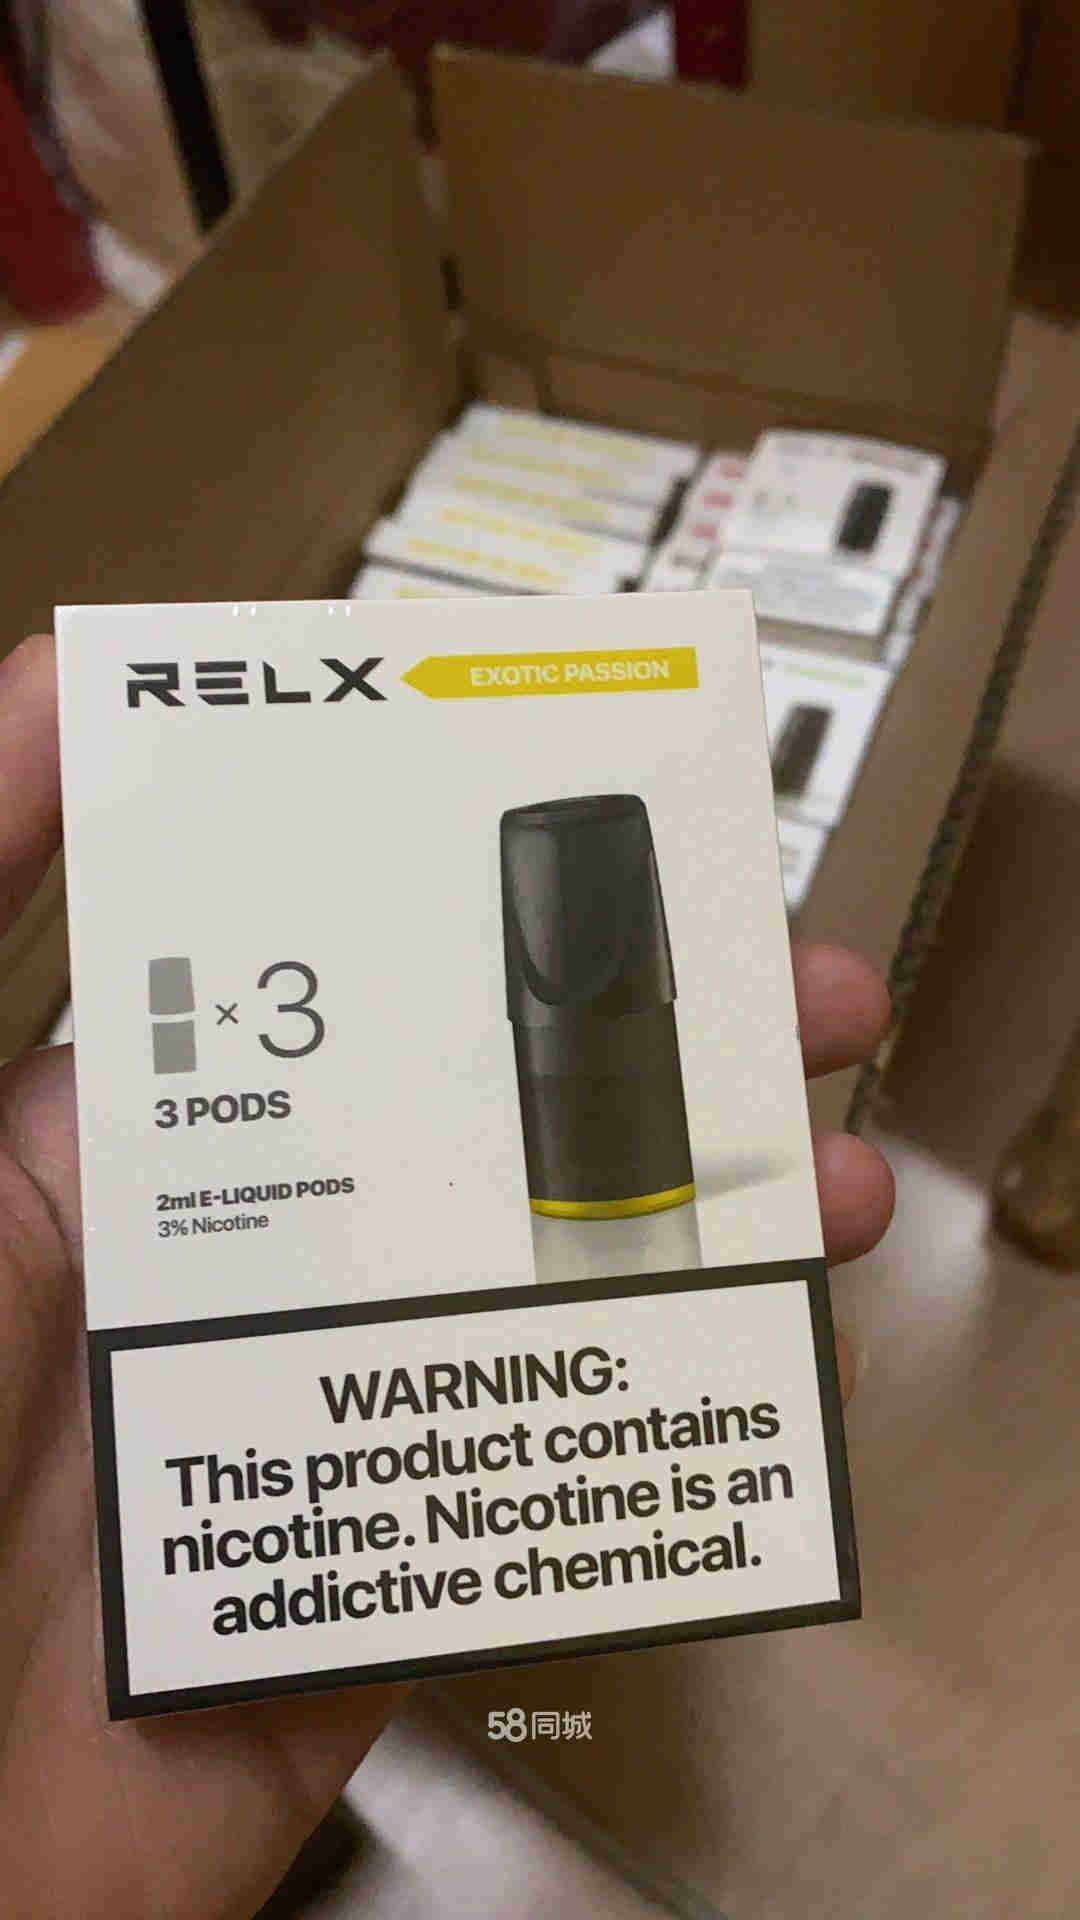 RELX
EXOTIC PASSION
× 3
3 PODS
2ml E-LIQUID PODS
3% Nicotine
WARNING:
This product contains
nicotine. Nicotine is an
addictive chemical.
58同城